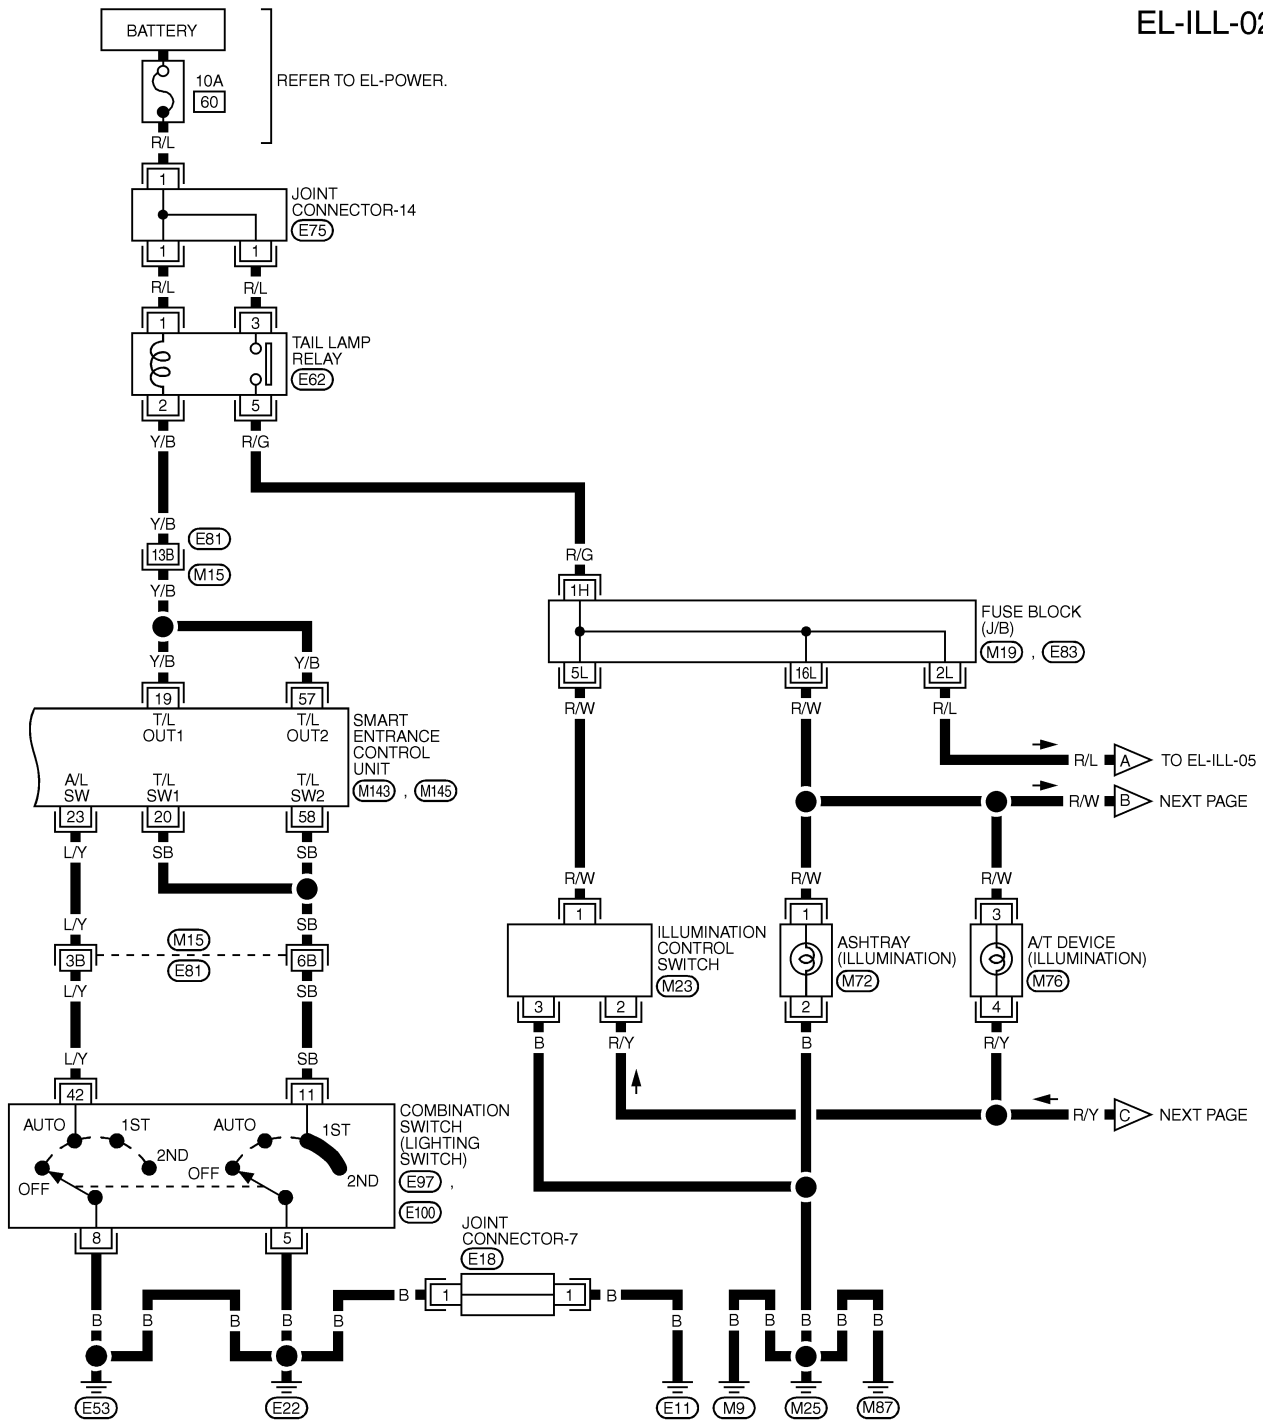 EL-ILL-02
BATTERY
10A
60
REFER TO EL-POWER.
R/L
1
JOINT
CONNECTOR-14
E75
1 1
R/L R/L
1 3
TAIL LAMP
RELAY
E62
2 5
Y/B R/G
Y/B
E81
13B
M15
Y/B
R/G
1H
FUSE BLOCK
(J/B)
M19 , E83
Y/B Y/B
5L 16L 2L
19 57
R/W R/W R/L
T/L
OUT1
T/L
OUT2
SMART
ENTRANCE
CONTROL
UNIT
M143 , M145
A/L
SW
T/L
SW1
T/L
SW2
R/L A TO EL-ILL-05
R/W B NEXT PAGE
23 20 58
L/Y SB SB
R/W R/W R/W
L/Y SB
1 1 3
M15
3B 6B
E81
ILLUMINATION
CONTROL
SWITCH
M23
ASHTRAY
(ILLUMINATION)
M72
A/T DEVICE
(ILLUMINATION)
M76
L/Y SB
3 2 2 4
B R/Y B R/Y
L/Y SB
42 11
AUTO 1ST AUTO 1ST
2ND 2ND
OFF OFF
COMBINATION
SWITCH
(LIGHTING
SWITCH)
E97 ,
E100
R/Y C NEXT PAGE
8 5
JOINT
CONNECTOR-7
E18
B 1 1 B
B B B B B B B B B B B
E53 E22 E11 M9 M25 M87